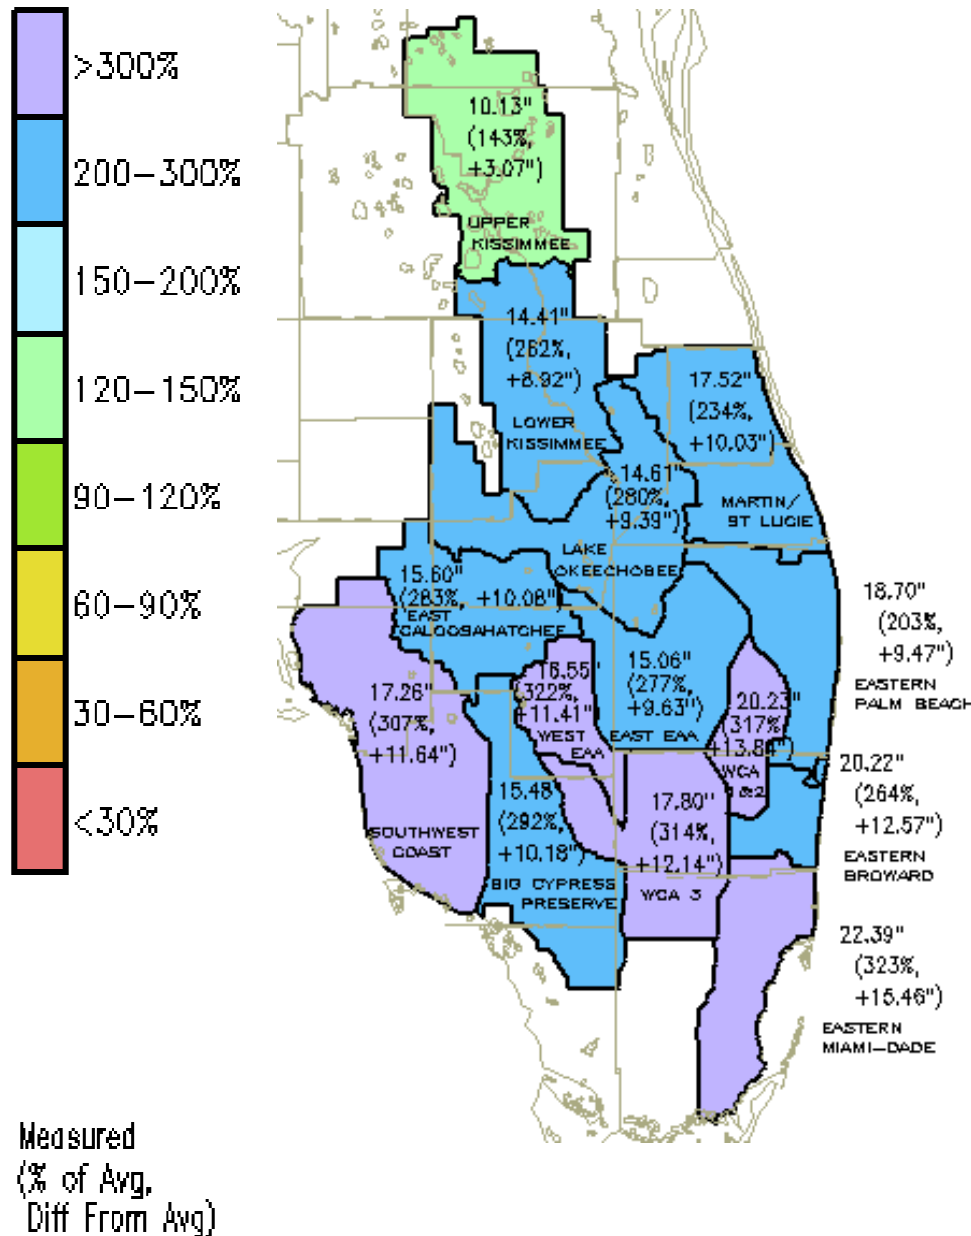 >300%
200-300%
150-200%
120-150%
90-120%
60-90%
30-60%
<30%
10.13"
(143%,
+3.07")
UPPER
KISSIMMEE
14.41"
(262%,
+8.92")
LOWER
KISSIMMEE
17.52"
(234%,
+10.03")
MARTIN/
ST LUCIE
14.61"
(280%,
+9.39")
LAKE
OKEECHOBEE
15.60"
(283%, +10.08")
EAST
CALOOSAHATCHEE
18.70"
(203%,
+9.47")
EASTERN
PALM BEACH
16.55"
(322%,
+11.41")
WEST
EAA
15.06"
(277%,
+9.63")
EAST EAA
20.23"
(317%,
+13.84")
WCA
1 &2
17.26"
(307%,
+11.64")
SOUTHWEST
COAST
15.48"
(292%,
+10.18")
BIG CYPRESS
PRESERVE
17.80"
(314%,
+12.14")
WCA 3
20.22"
(264%,
+12.57")
EASTERN
BROWARD
22.39"
(323%,
+15.46")
EASTERN
MIAMI-DADE
Measured
(% of Avg,
Diff From Avg)